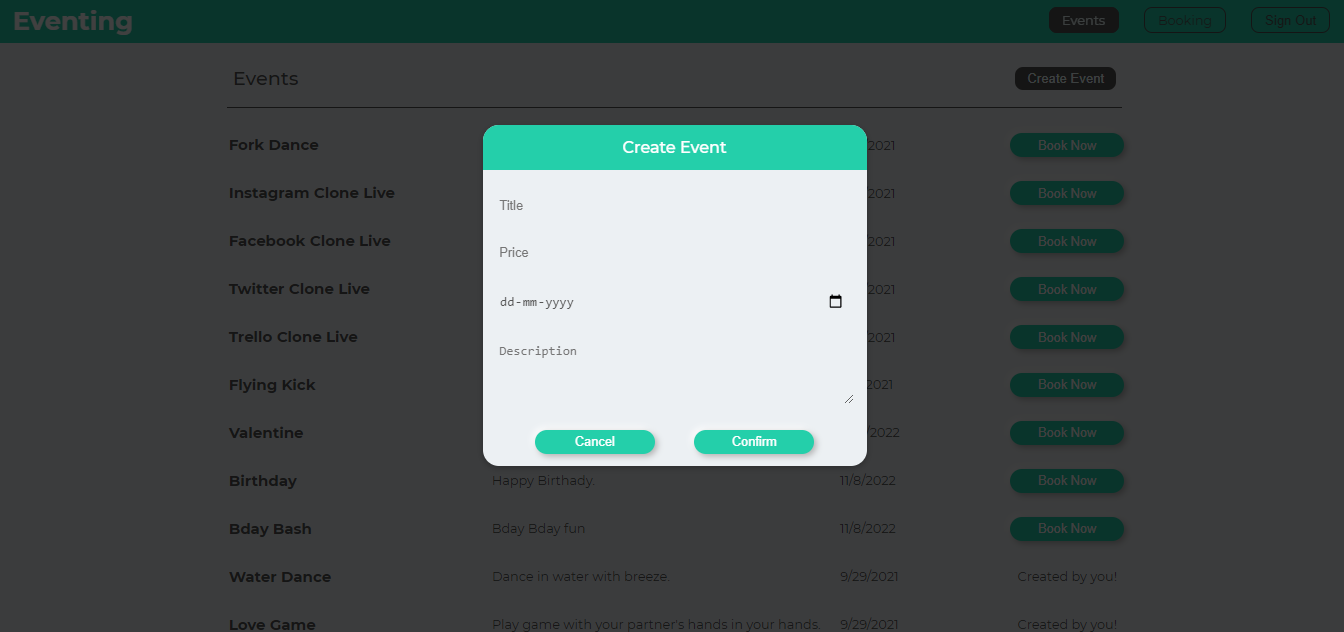 Eventing
Events Booking Sign Out
Events Create Event
Create Event
Fork Dance 2021 Book Now
Instagram Clone Live 2021 Book Now
Title
Facebook Clone Live 2021 Book Now
Price
Twitter Clone Live 2021 Book Now
dd-mm-yyyy
Trello Clone Live 2021 Book Now
Description
Flying Kick 2021 Book Now
Valentine /2022 Book Now
Cancel Confirm
Birthday Happy Birthady. 11/8/2022 Book Now
Bday Bash Bday Bday fun 11/8/2022 Book Now
Water Dance Dance in water with breeze. 9/29/2021 Created by you!
Love Game Play game with your partner's hands in your hands. 9/29/2021 Created by you!